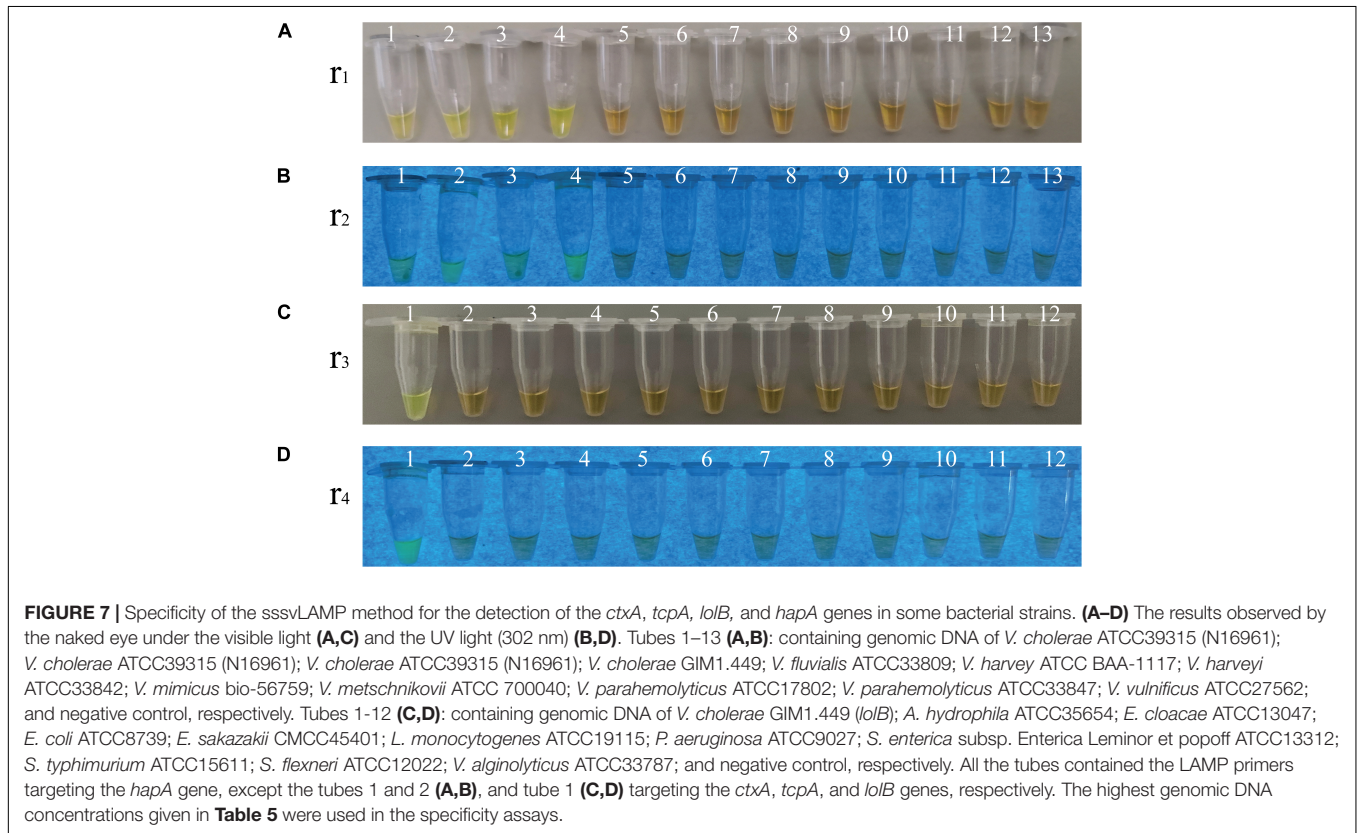 A
r1
1 2 3 4 5 6 7 8 9 10 11 12 13
B
r2
1 2 3 4 5 6 7 8 9 10 11 12 13
C
r3
1 2 3 4 5 6 7 8 9 10 11 12
D
r4
1 2 3 4 5 6 7 8 9 10 11 12
FIGURE 7 | Specificity of the sssvLAMP method for the detection of the ctxA, tcpA, lolB, and hapA genes in some bacterial strains. (A–D) The results observed by
the naked eye under the visible light (A,C) and the UV light (302 nm) (B,D). Tubes 1–13 (A,B): containing genomic DNA of V. cholerae ATCC39315 (N16961);
V. cholerae ATCC39315 (N16961); V. cholerae ATCC39315 (N16961); V. cholerae GIM1.449; V. fluvialis ATCC33809; V. harvey ATCC BAA-1117; V. harveyi
ATCC33842; V. mimicus bio-56759; V. metschnikovii ATCC 700040; V. parahemolyticus ATCC17802; V. parahemolyticus ATCC33847; V. vulnificus ATCC27562;
and negative control, respectively. Tubes 1-12 (C,D): containing genomic DNA of V. cholerae GIM1.449 (lolB); A. hydrophila ATCC35654; E. cloacae ATCC13047;
E. coli ATCC8739; E. sakazakii CMCC45401; L. monocytogenes ATCC19115; P. aeruginosa ATCC9027; S. enterica subsp. Enterica Leminor et popoff ATCC13312;
S. typhimurium ATCC15611; S. flexneri ATCC12022; V. alginolyticus ATCC33787; and negative control, respectively. All the tubes contained the LAMP primers
targeting the hapA gene, except the tubes 1 and 2 (A,B), and tube 1 (C,D) targeting the ctxA, tcpA, and lolB genes, respectively. The highest genomic DNA
concentrations given in Table 5 were used in the specificity assays.